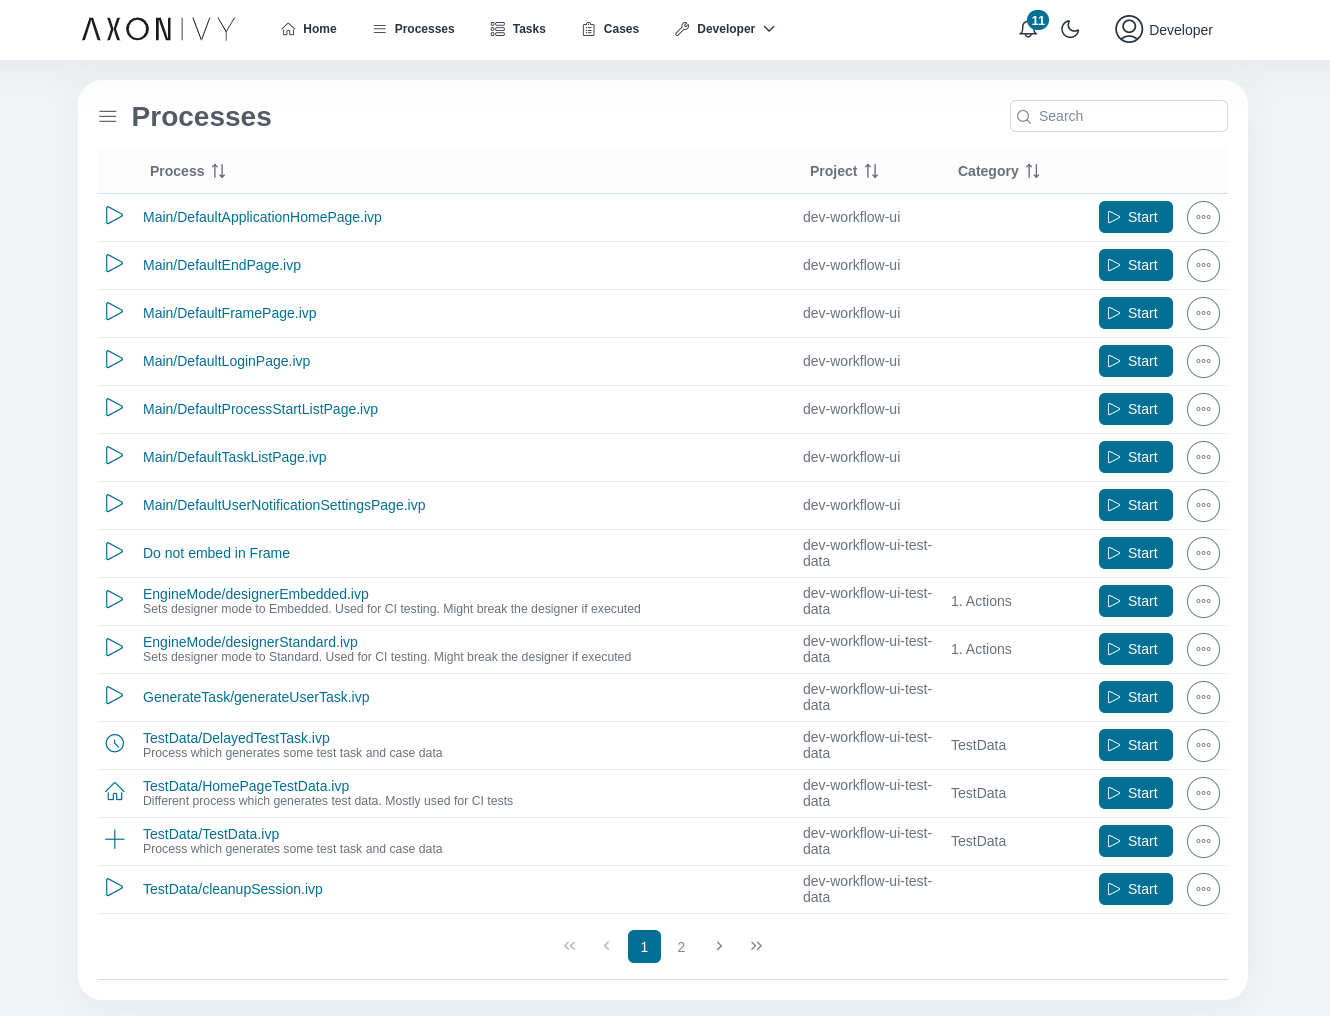 AXONIVY Home Processes Tasks Cases Developer 11 Developer
Processes Search
Process Project Category
Main/DefaultApplicationHomePage.ivp dev-workflow-ui Start
Main/DefaultEndPage.ivp dev-workflow-ui Start
Main/DefaultFramePage.ivp dev-workflow-ui Start
Main/DefaultLoginPage.ivp dev-workflow-ui Start
Main/DefaultProcessStartListPage.ivp dev-workflow-ui Start
Main/DefaultTaskListPage.ivp dev-workflow-ui Start
Main/DefaultUserNotificationSettingsPage.ivp dev-workflow-ui Start
Do not embed in Frame dev-workflow-ui-test-
data Start
EngineMode/designerEmbedded.ivp
Sets designer mode to Embedded. Used for CI testing. Might break the designer if executed
dev-workflow-ui-test-
data
1. Actions Start
EngineMode/designerStandard.ivp
Sets designer mode to Standard. Used for CI testing. Might break the designer if executed
dev-workflow-ui-test-
data
1. Actions Start
GenerateTask/generateUserTask.ivp dev-workflow-ui-test-
data Start
TestData/DelayedTestTask.ivp
Process which generates some test task and case data
dev-workflow-ui-test-
data
TestData Start
TestData/HomePageTestData.ivp
Different process which generates test data. Mostly used for CI tests
dev-workflow-ui-test-
data
TestData Start
TestData/TestData.ivp
Process which generates some test task and case data
dev-workflow-ui-test-
data
TestData Start
TestData/cleanupSession.ivp dev-workflow-ui-test-
data Start
1 2